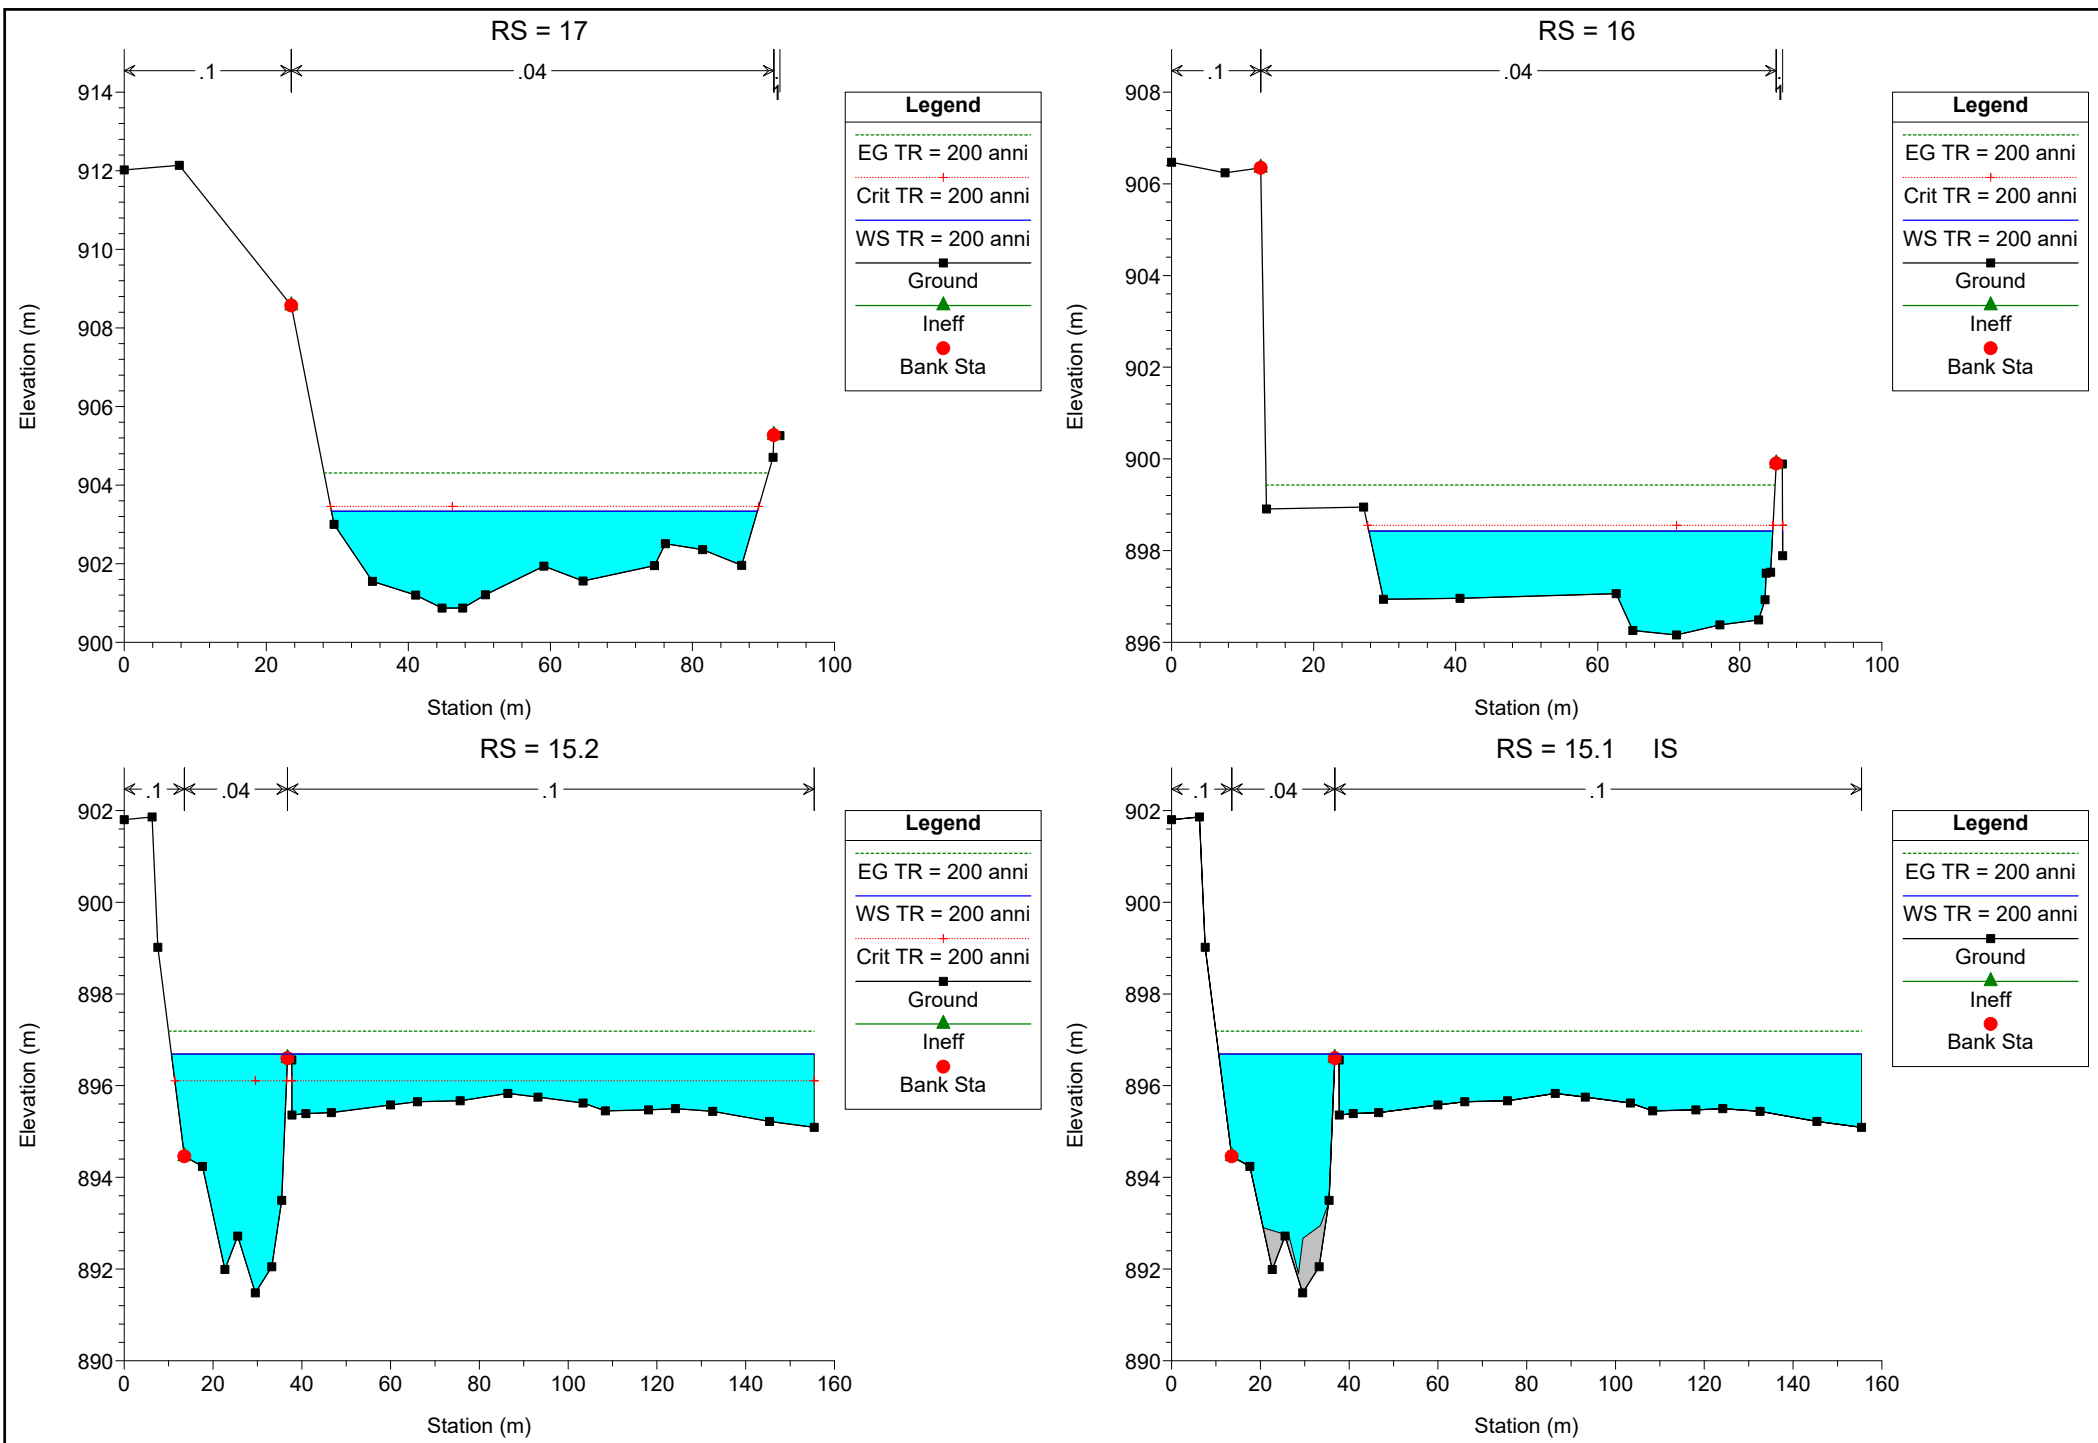 RS = 17
.1
.04
.1
914
912
910
908
906
904
902
900
0
20
40
60
80
100
Elevation (m)
Station (m)
Legend
EG TR = 200 anni
Crit TR = 200 anni
WS TR = 200 anni
Ground
Ineff
Bank Sta
RS = 16
.1
.04
.1
908
906
904
902
900
898
896
0
20
40
60
80
100
Elevation (m)
Station (m)
Legend
EG TR = 200 anni
Crit TR = 200 anni
WS TR = 200 anni
Ground
Ineff
Bank Sta
RS = 15.2
.1
.04
.1
902
900
898
896
894
892
890
0
20
40
60
80
100
120
140
160
Elevation (m)
Station (m)
Legend
EG TR = 200 anni
WS TR = 200 anni
Crit TR = 200 anni
Ground
Ineff
Bank Sta
RS = 15.1 IS
.1
.04
.1
902
900
898
896
894
892
890
0
20
40
60
80
100
120
140
160
Elevation (m)
Station (m)
Legend
EG TR = 200 anni
WS TR = 200 anni
Ground
Ineff
Bank Sta